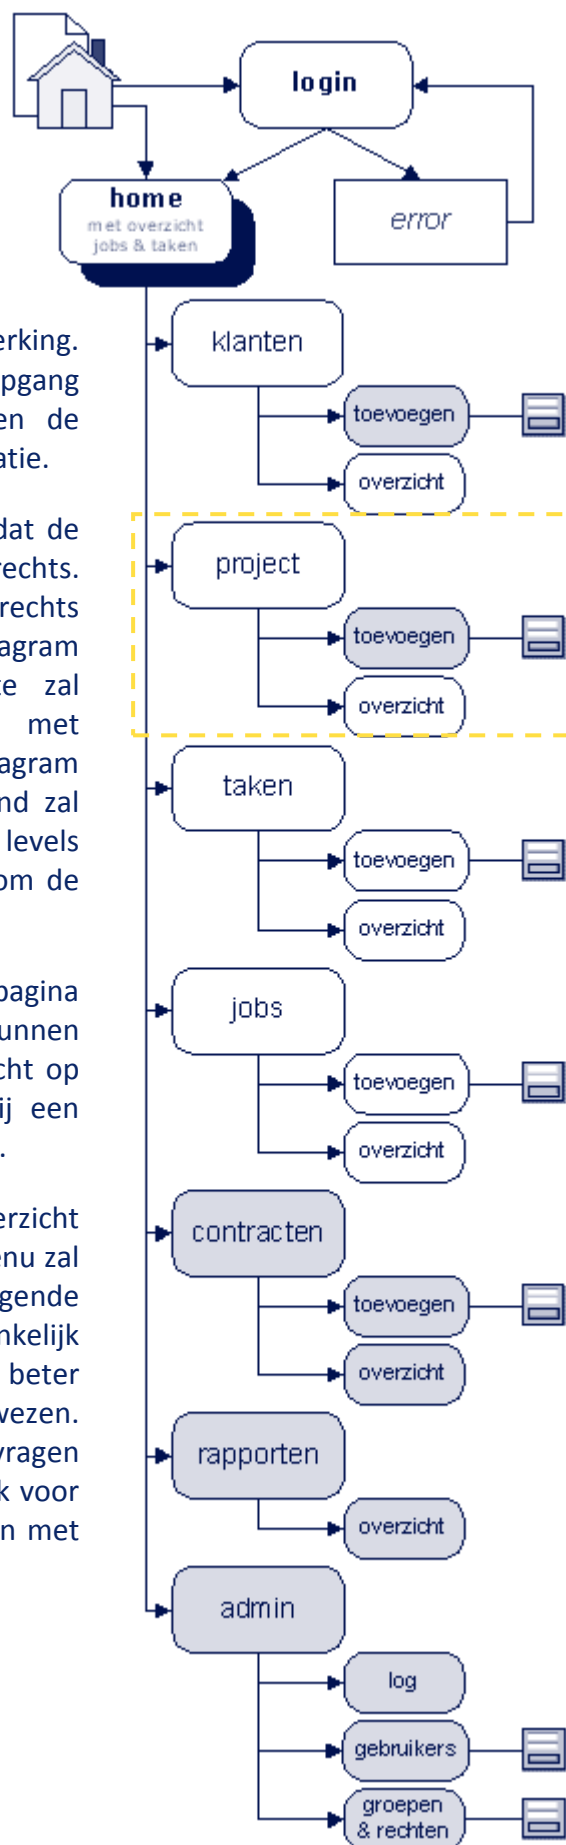 login
home
met overzicht
jobs & taken
error
klanten
toevoegen
overzicht
project
toevoegen
overzicht
taken
toevoegen
overzicht
jobs
toevoegen
overzicht
contracten
toevoegen
overzicht
rapporten
overzicht
admin
log
gebruikers
groepen
& rechten
erking.
pgang
en de
atie.
dat de
rechts.
rechts
agram
te zal
met
agram
nd zal
levels
om de
pagina
unnen
cht op
ij een
.
erzicht
enu zal
gende
nkelijk
beter
wezen.
vragen
k voor
n met